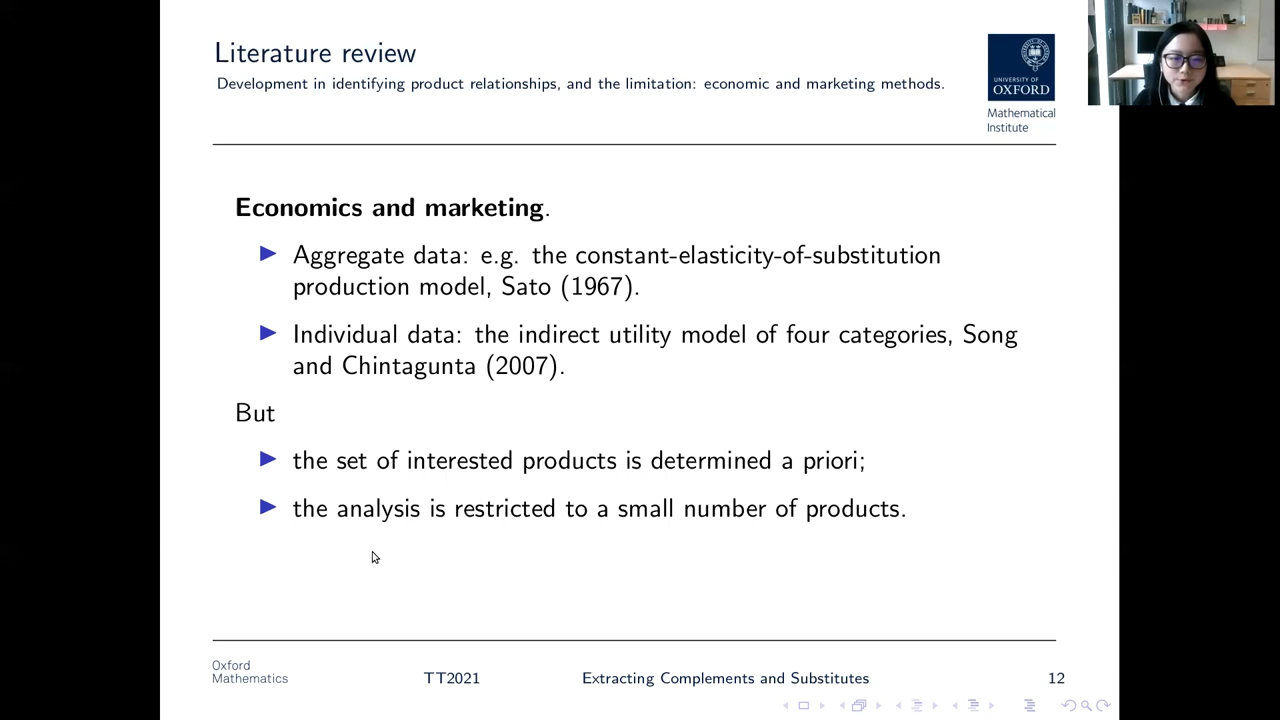 Literature review
Development in identifying product relationships, and the limitation: economic and marketing methods.
UNIVERSITY OF
OXFORD
Mathematical
Institute
Economics and marketing.
Aggregate data: e.g. the constant-elasticity-of-substitution
production model, Sato (1967).
Individual data: the indirect utility model of four categories, Song
and Chintagunta (2007).
But
the set of interested products is determined a priori;
the analysis is restricted to a small number of products.
Oxford
Mathematics
TT2021
Extracting Complements and Substitutes
12